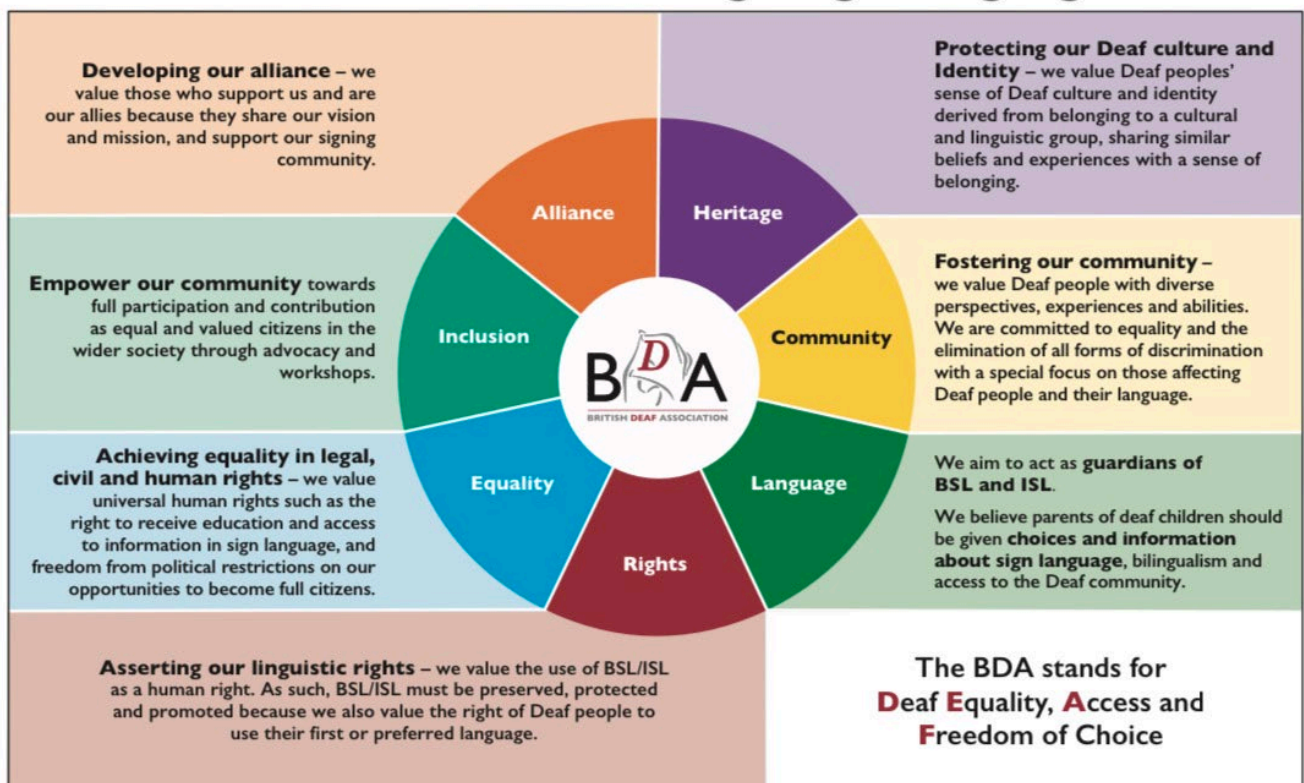 Developing our alliance – we
value those who support us and are
our allies because they share our vision
and mission, and support our signing
community.
Protecting our Deaf culture and
Identity – we value Deaf peoples’
sense of Deaf culture and identity
derived from belonging to a cultural
and linguistic group, sharing similar
beliefs and experiences with a sense of
belonging.
Alliance
Heritage
Empower our community towards
full participation and contribution
as equal and valued citizens in the
wider society through advocacy and
workshops.
Inclusion
Community
Fostering our community –
we value Deaf people with diverse
perspectives, experiences and abilities.
We are committed to equality and the
elimination of all forms of discrimination
with a special focus on those affecting
Deaf people and their language.
BDA
BRITISH DEAF ASSOCIATION
Achieving equality in legal,
civil and human rights – we value
universal human rights such as the
right to receive education and access
to information in sign language, and
freedom from political restrictions on our
opportunities to become full citizens.
Equality
Language
We aim to act as guardians of
BSL and ISL.
We believe parents of deaf children should
be given choices and information
about sign language, bilingualism and
access to the Deaf community.
Rights
Asserting our linguistic rights – we value the use of BSL/ISL
as a human right. As such, BSL/ISL must be preserved, protected
and promoted because we also value the right of Deaf people to
use their first or preferred language.
The BDA stands for
Deaf Equality, Access and
Freedom of Choice